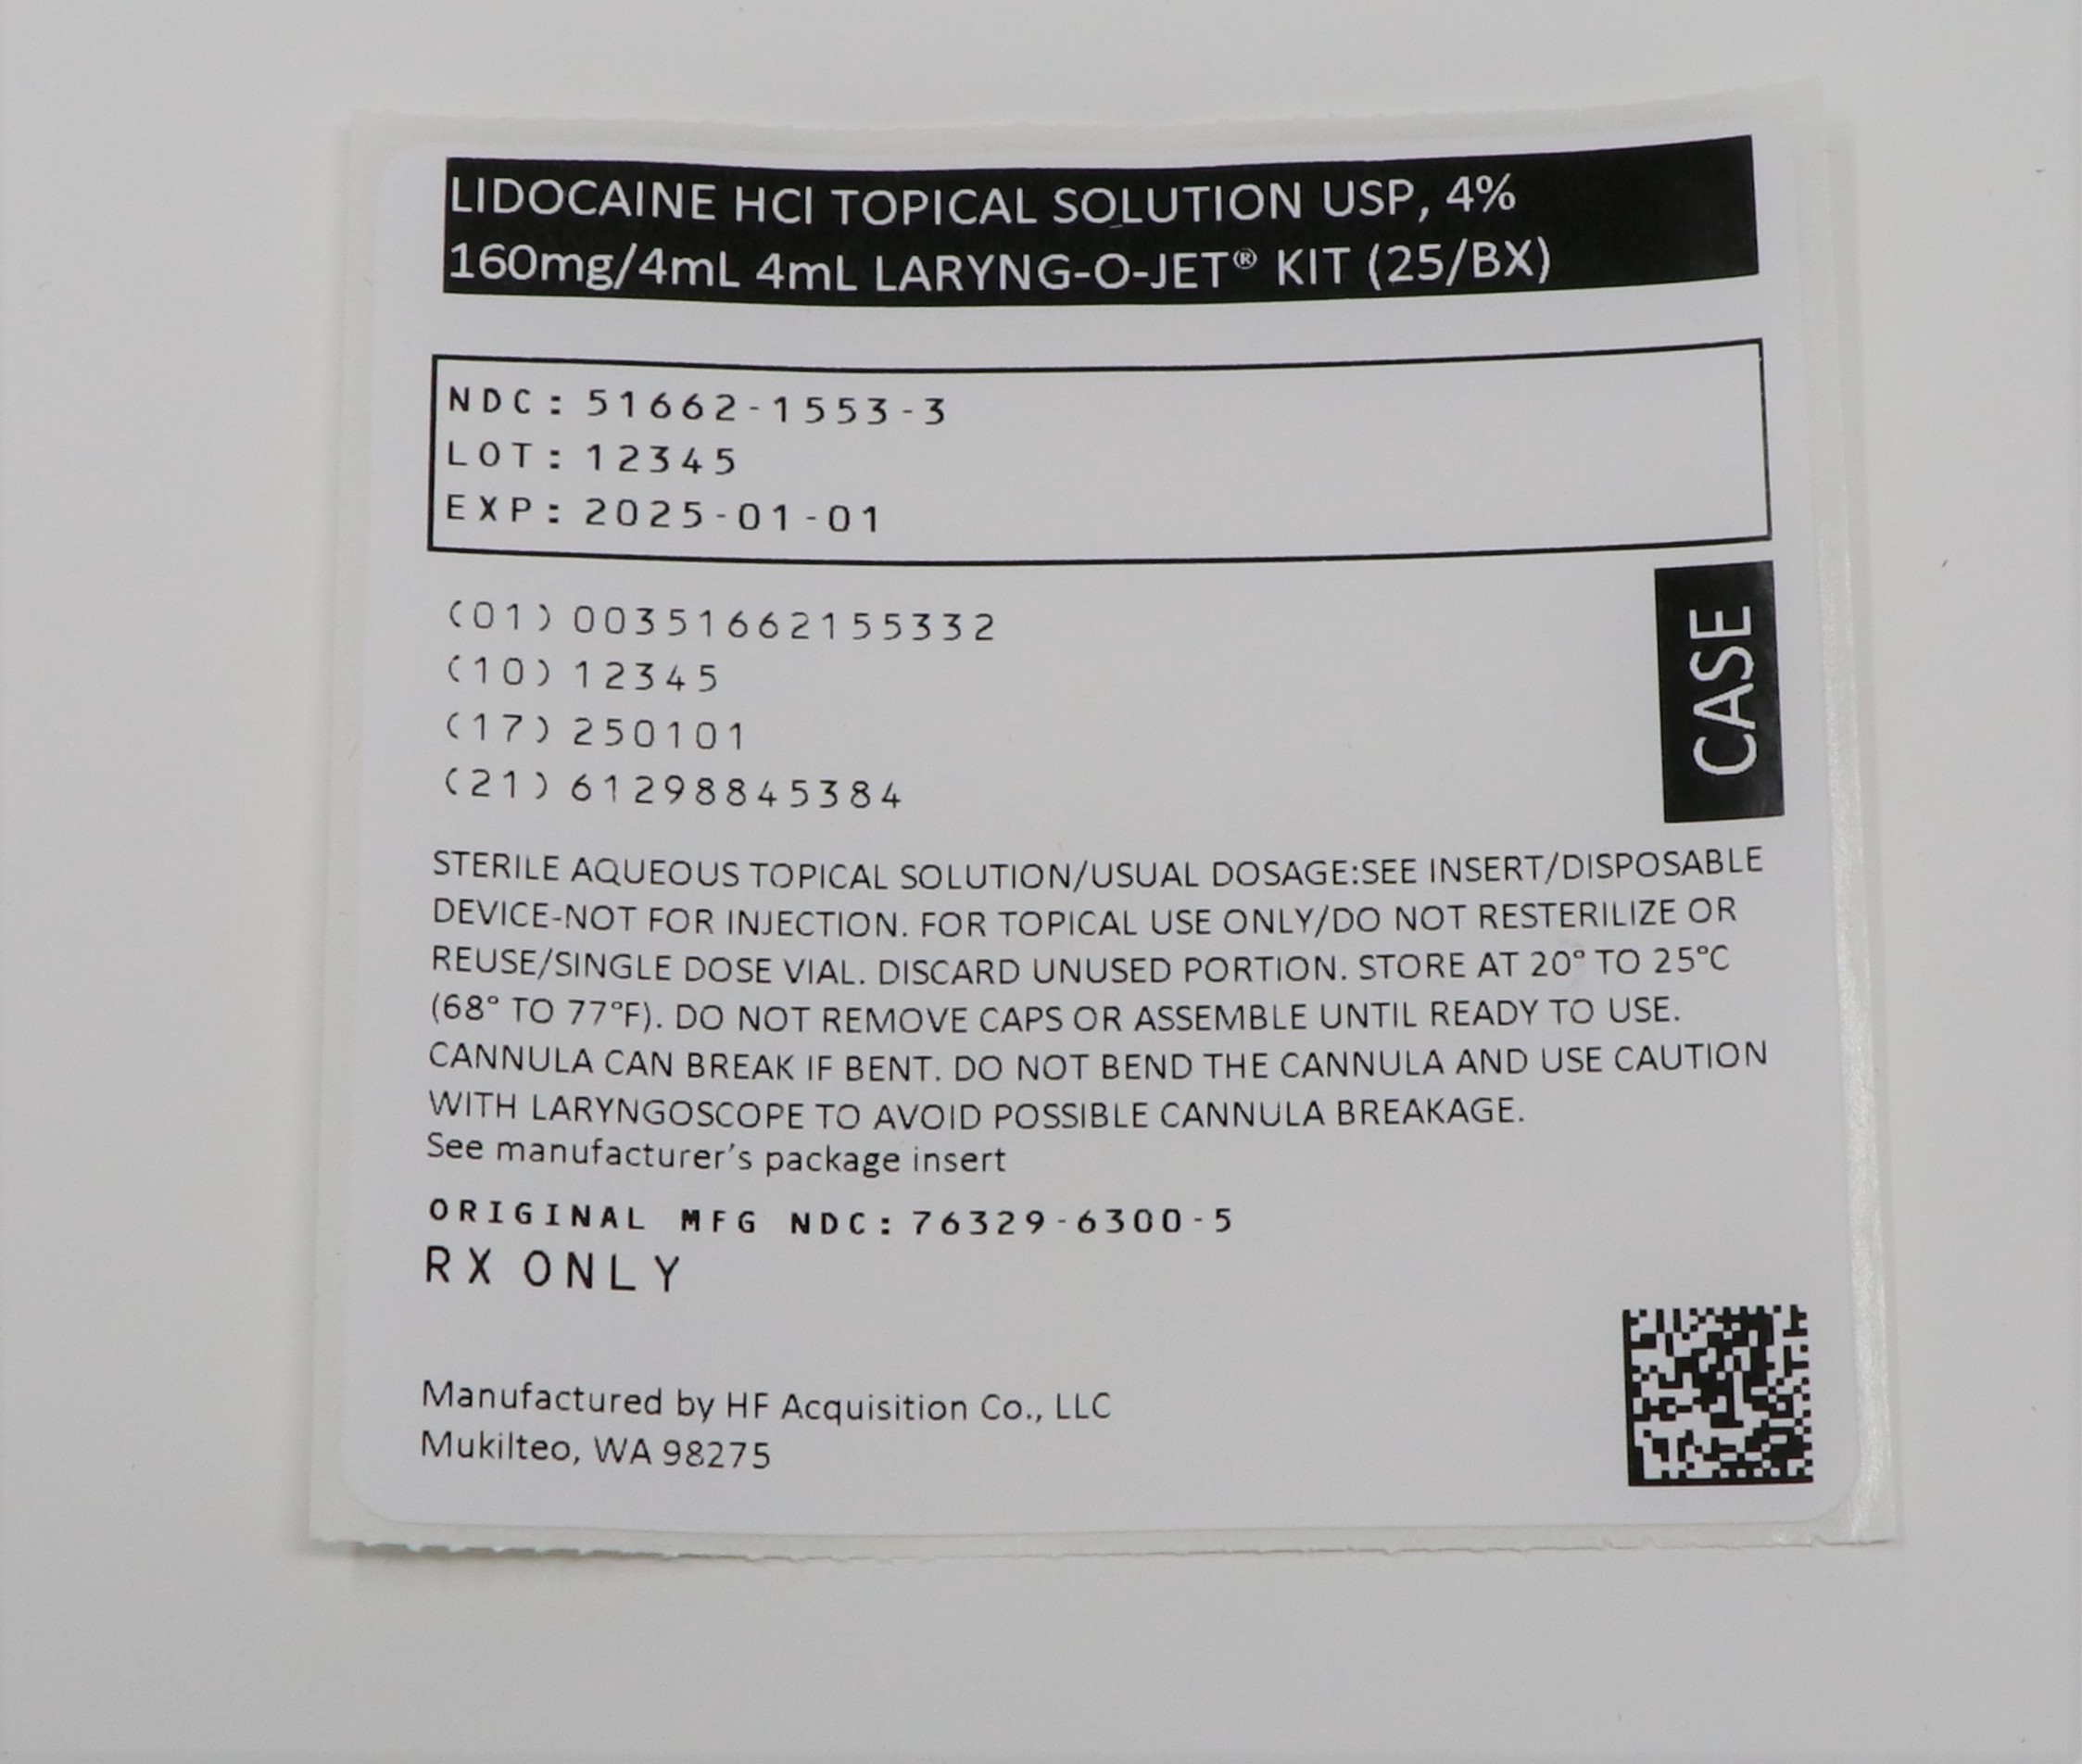 LIDOCAINE HCl TOPICAL SOLUTION USP, 4%
160mg/4mL 4mL LARYNG-O-JET® KIT (25/BX)
NDC: 51662-1553-3
LOT: 12345
EXP: 2025-01-01
(01) 00351662155332
(10) 12345
(17) 250101
(21) 61298845384
CASE
STERILE AQUEOUS TOPICAL SOLUTION/USUAL DOSAGE:SEE INSERT/DISPOSABLE
DEVICE-NOT FOR INJECTION. FOR TOPICAL USE ONLY/DO NOT RESTERILIZE OR
REUSE/SINGLE DOSE VIAL. DISCARD UNUSED PORTION. STORE AT 20° TO 25°C
(68° TO 77°F). DO NOT REMOVE CAPS OR ASSEMBLE UNTIL READY TO USE.
CANNULA CAN BREAK IF BENT. DO NOT BEND THE CANNULA AND USE CAUTION
WITH LARYNGOSCOPE TO AVOID POSSIBLE CANNULA BREAKAGE.
See manufacturer's package insert
ORIGINAL MFG NDC: 76329-6300-5
RX ONLY
Manufactured by HF Acquisition Co., LLC
Mukilteo, WA 98275